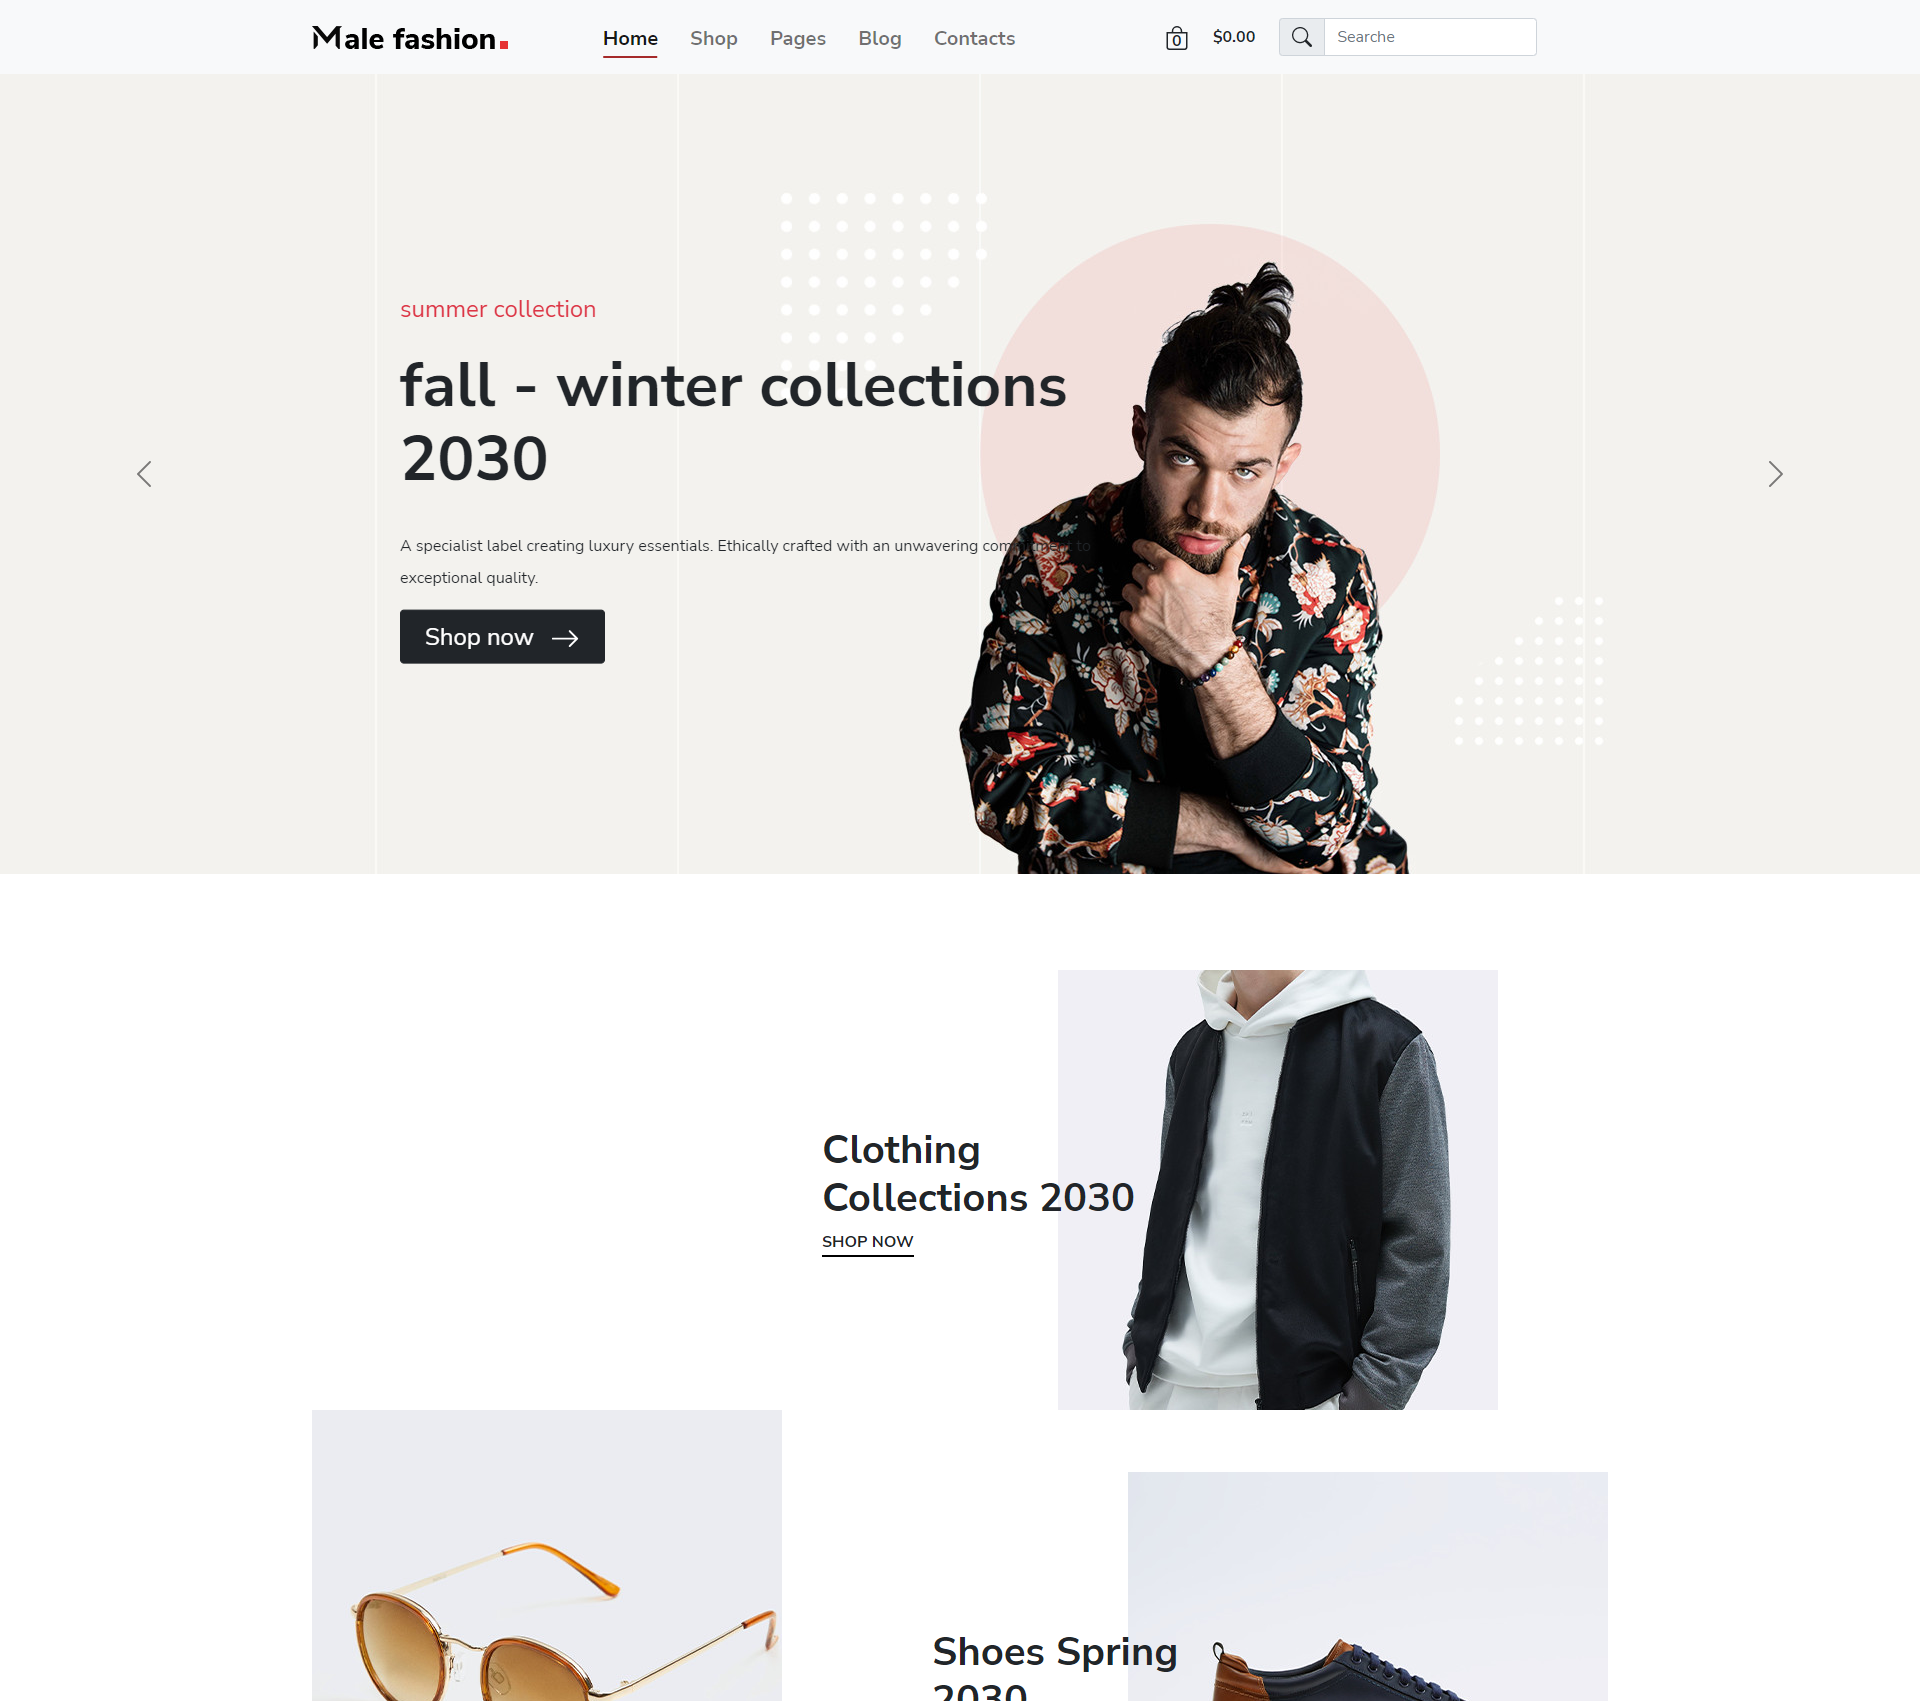 Male fashion.
Home Shop Pages Blog Contacts
0 $0.00 Searche
summer collection
fall - winter collections
2030
A specialist label creating luxury essentials. Ethically crafted with an unwavering commitment to
exceptional quality.
Shop now
Clothing
Collections 2030
SHOP NOW
Shoes Spring
2030